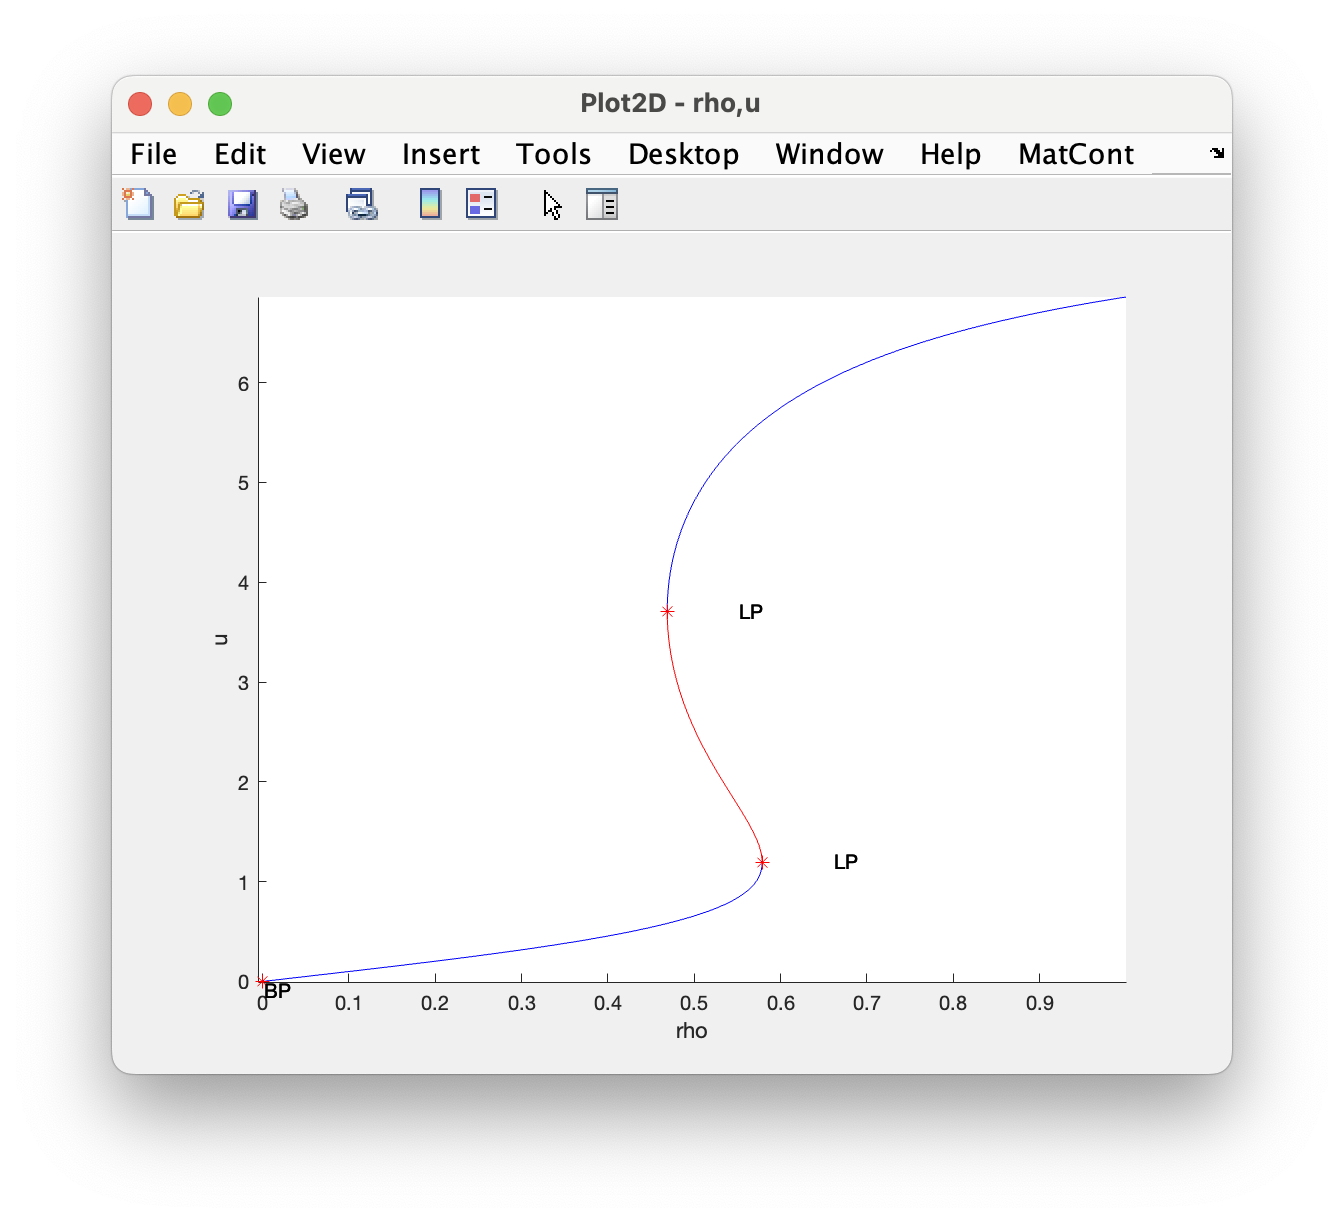 Plot2D - rho,u
File Edit View Insert Tools Desktop Window Help MatCont
6
5
4
LP
u
3
2
1
LP
0
BP
0 0.1 0.2 0.3 0.4 0.5 0.6 0.7 0.8 0.9
rho